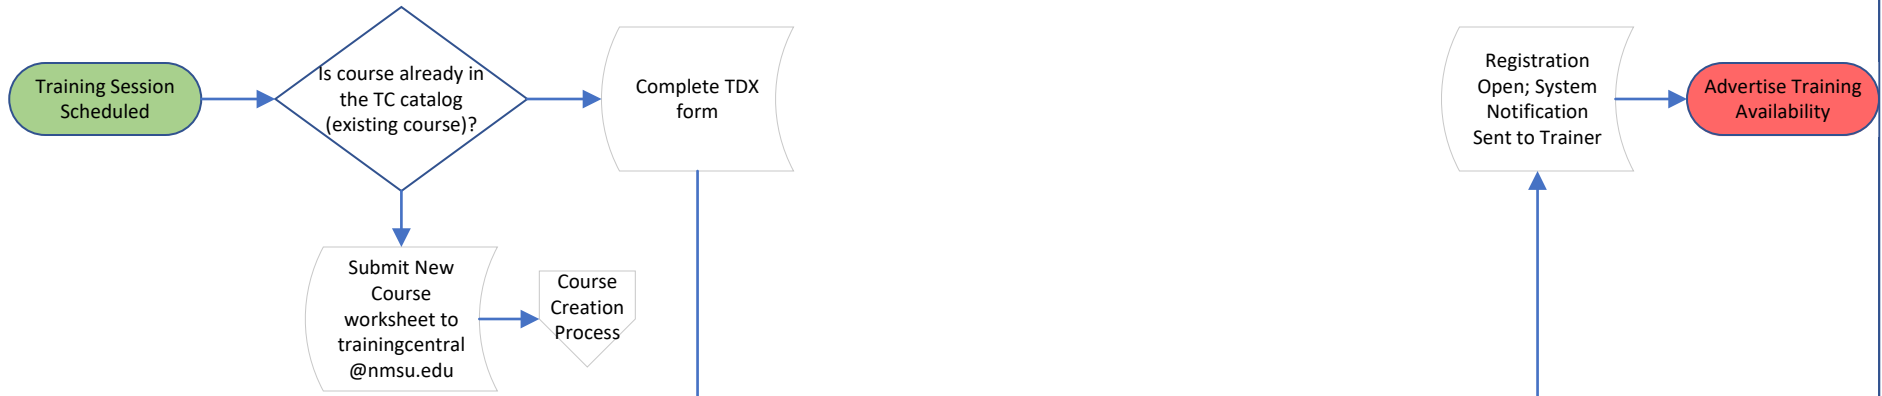 Training Session
Scheduled
Is course already in
the TC catalog
(existing course)?
Complete TDX
form
Registration
Open; System
Notification
Sent to Trainer
Advertise Training
Availability
Submit New
Course
worksheet to
trainingcentral
@nmsu.edu
Course
Creation
Process